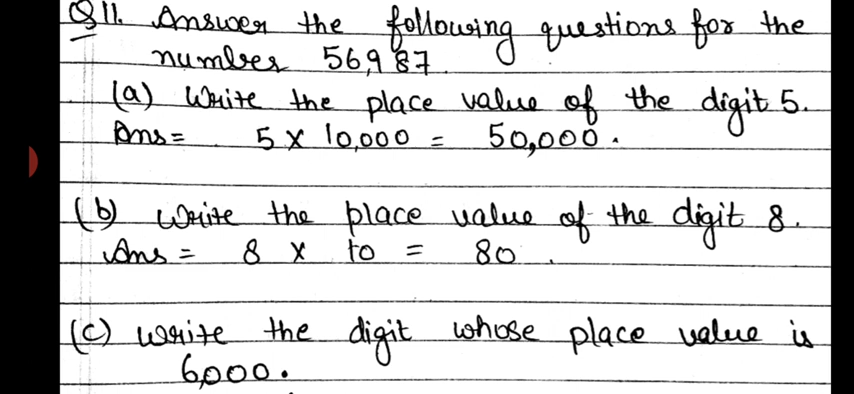 Q11. Answer the following questions for the
number 56,987.
(a) Write the place value of the digit 5.
Ans = 5 × 10,000 = 50,000.
(b) Write the place value of the digit 8.
Ans = 8 × 10 = 80.
(c) write the digit whose place value is
6,000.